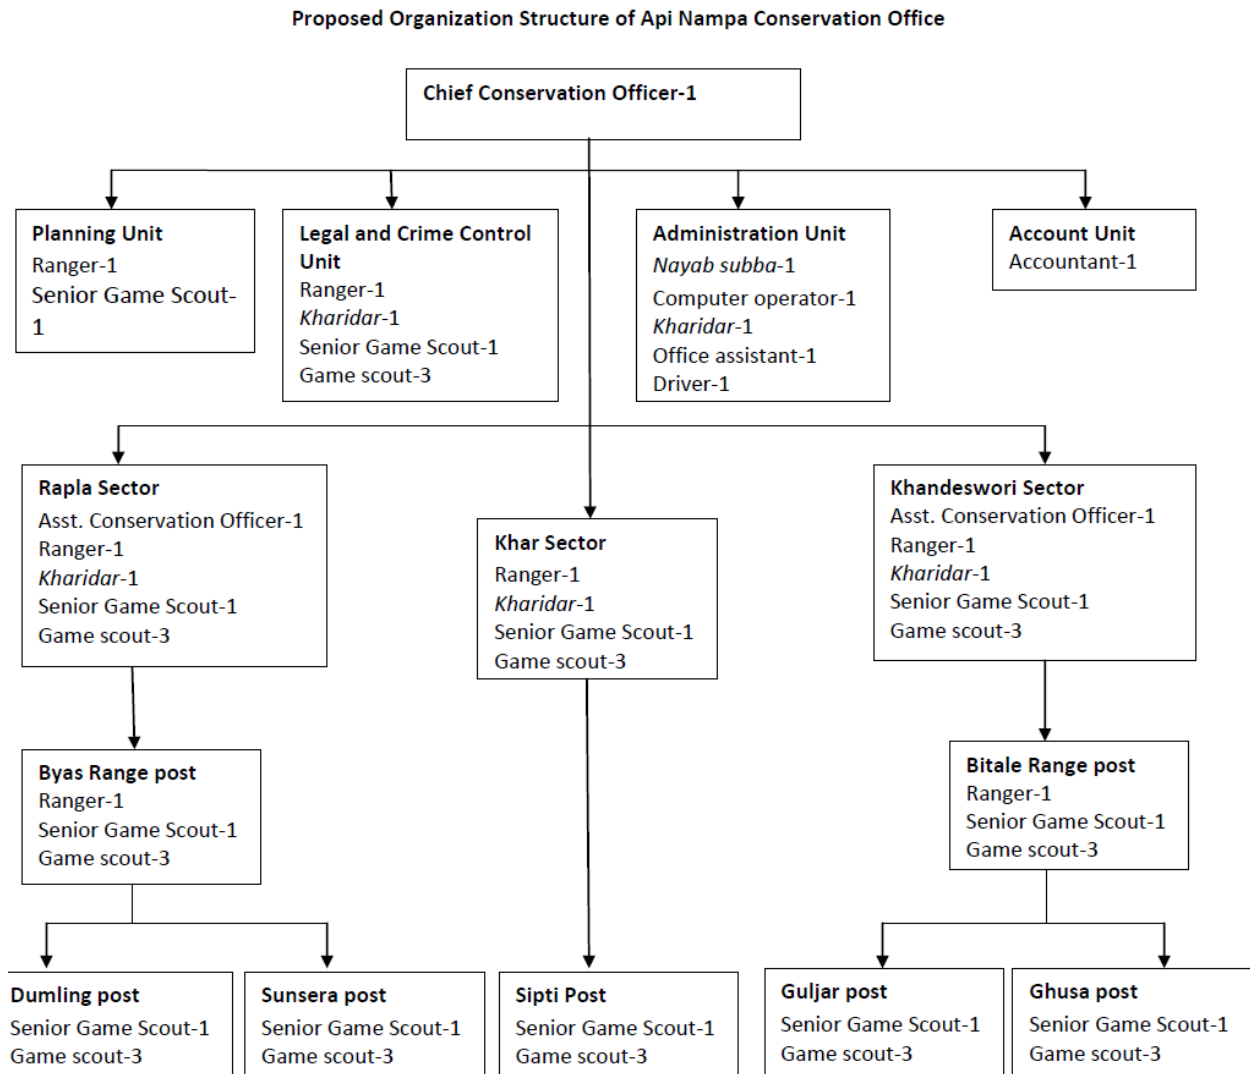 Proposed Organization Structure of Api Nampa Conservation Office
Chief Conservation Officer-1
Planning Unit
Ranger-1
Senior Game Scout-
1
Legal and Crime Control
Unit
Ranger-1
Kharidar-1
Senior Game Scout-1
Game scout-3
Administration Unit
Nayab subba-1
Computer operator-1
Kharidar-1
Office assistant-1
Driver-1
Account Unit
Accountant-1
Rapla Sector
Asst. Conservation Officer-1
Ranger-1
Kharidar-1
Senior Game Scout-1
Game scout-3
Khar Sector
Ranger-1
Kharidar-1
Senior Game Scout-1
Game scout-3
Khandeswori Sector
Asst. Conservation Officer-1
Ranger-1
Kharidar-1
Senior Game Scout-1
Game scout-3
Byas Range post
Ranger-1
Senior Game Scout-1
Game scout-3
Bitale Range post
Ranger-1
Senior Game Scout-1
Game scout-3
Dumling post
Senior Game Scout-1
Game scout-3
Sunsera post
Senior Game Scout-1
Game scout-3
Sipti Post
Senior Game Scout-1
Game scout-3
Guljar post
Senior Game Scout-1
Game scout-3
Ghusa post
Senior Game Scout-1
Game scout-3